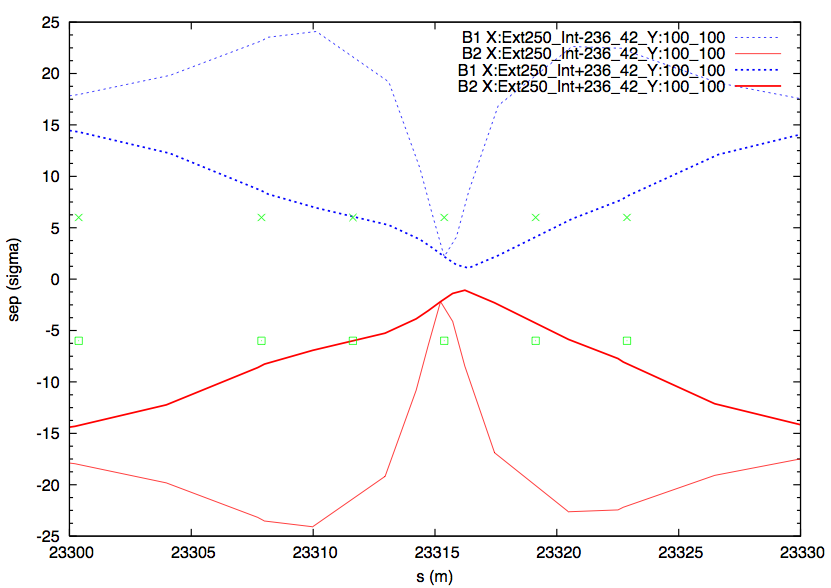 B1 X:Ext250_Int-236_42_Y:100_100
B2 X:Ext250_Int-236_42_Y:100_100
B1 X:Ext250_Int+236_42_Y:100_100
B2 X:Ext250_Int+236_42_Y:100_100
25
20
15
10
5
0
-5
-10
-15
-20
-25
sep (sigma)
23300 23305 23310 23315 23320 23325 23330
s (m)